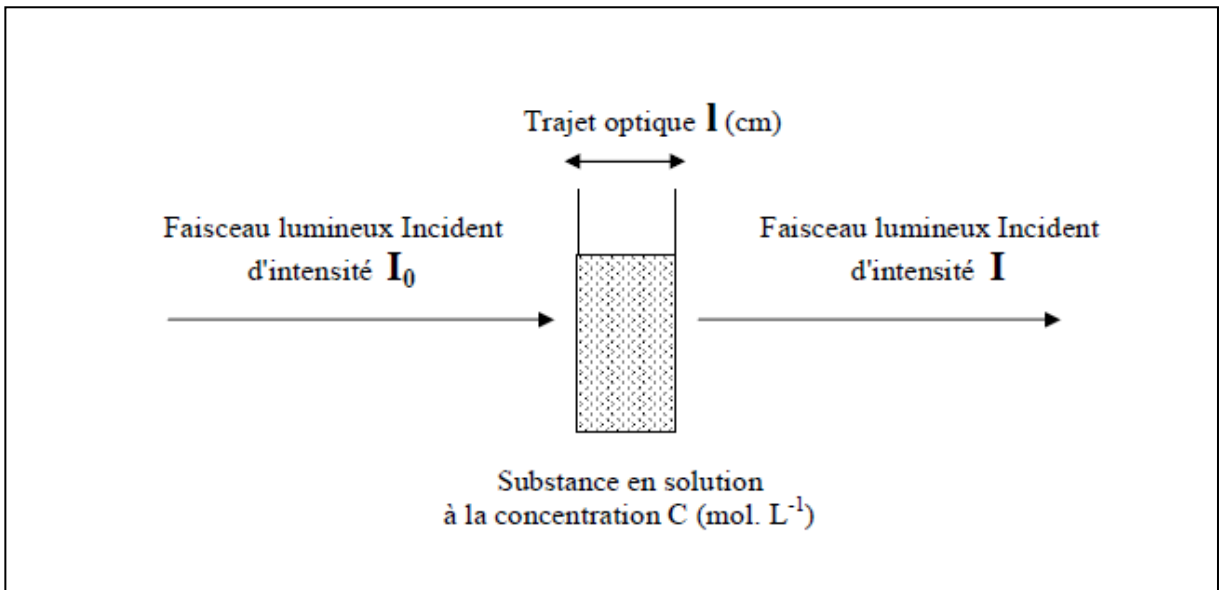 Trajet optique l (cm)
Faisceau lumineux Incident
d'intensité I₀
Faisceau lumineux Incident
d'intensité I
Substance en solution
à la concentration C (mol. L⁻¹)